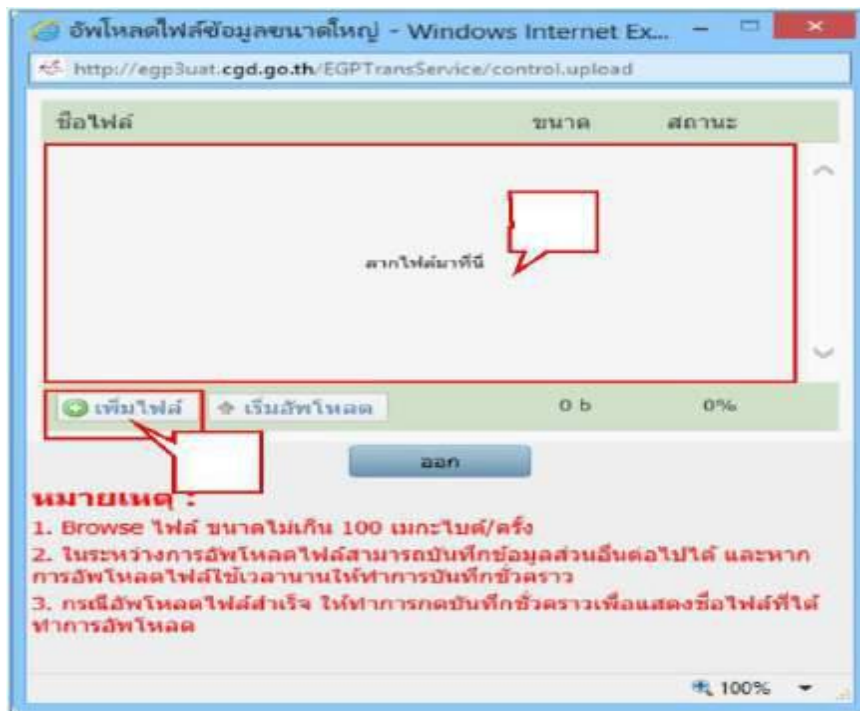 อัพโหลดไฟล์ข้อมูลขนาดใหญ่ - Windows Internet Ex...
http://egp3uat.cgd.go.th/EGPTransService/control.upload
ชื่อไฟล์ ขนาด สถานะ
ลากไฟล์มาที่นี่
เพิ่มไฟล์ เริ่มอัพโหลด 0 b 0%
ออก
หมายเหตุ :
1. Browse ไฟล์ ขนาดไม่เกิน 100 เมกะไบต์/ครั้ง
2. ในระหว่างการอัพโหลดไฟล์สามารถบันทึกข้อมูลส่วนอื่นต่อไปได้ และหาก
การอัพโหลดไฟล์ใช้เวลานานให้ทำการบันทึกชั่วคราว
3. กรณีอัพโหลดไฟล์สำเร็จ ให้ทำการกดบันทึกชั่วคราวเพื่อแสดงชื่อไฟล์ที่ได้
ทำการอัพโหลด
100%